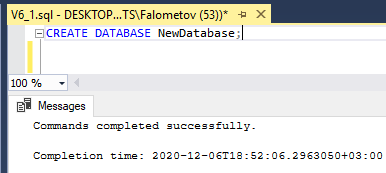 V6_1.sql - DESKTOP...TS\Falometov (53))*
CREATE DATABASE NewDatabase;
100 %
Messages
Commands completed successfully.
Completion time: 2020-12-06T18:52:06.2963050+03:00